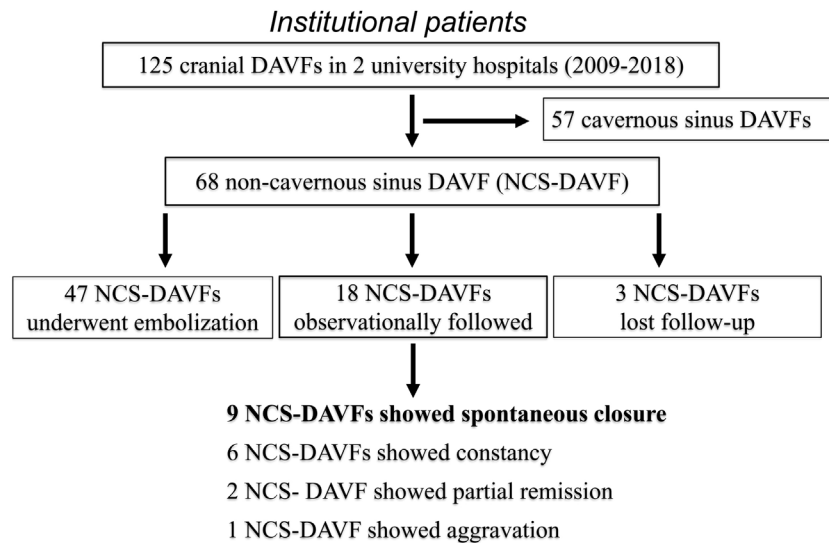 Institutional patients
125 cranial DAVFs in 2 university hospitals (2009-2018)
57 cavernous sinus DAVFs
68 non-cavernous sinus DAVF (NCS-DAVF)
47 NCS-DAVFs
underwent embolization
18 NCS-DAVFs
observationally followed
3 NCS-DAVFs
lost follow-up
9 NCS-DAVFs showed spontaneous closure
6 NCS-DAVFs showed constancy
2 NCS- DAVF showed partial remission
1 NCS-DAVF showed aggravation